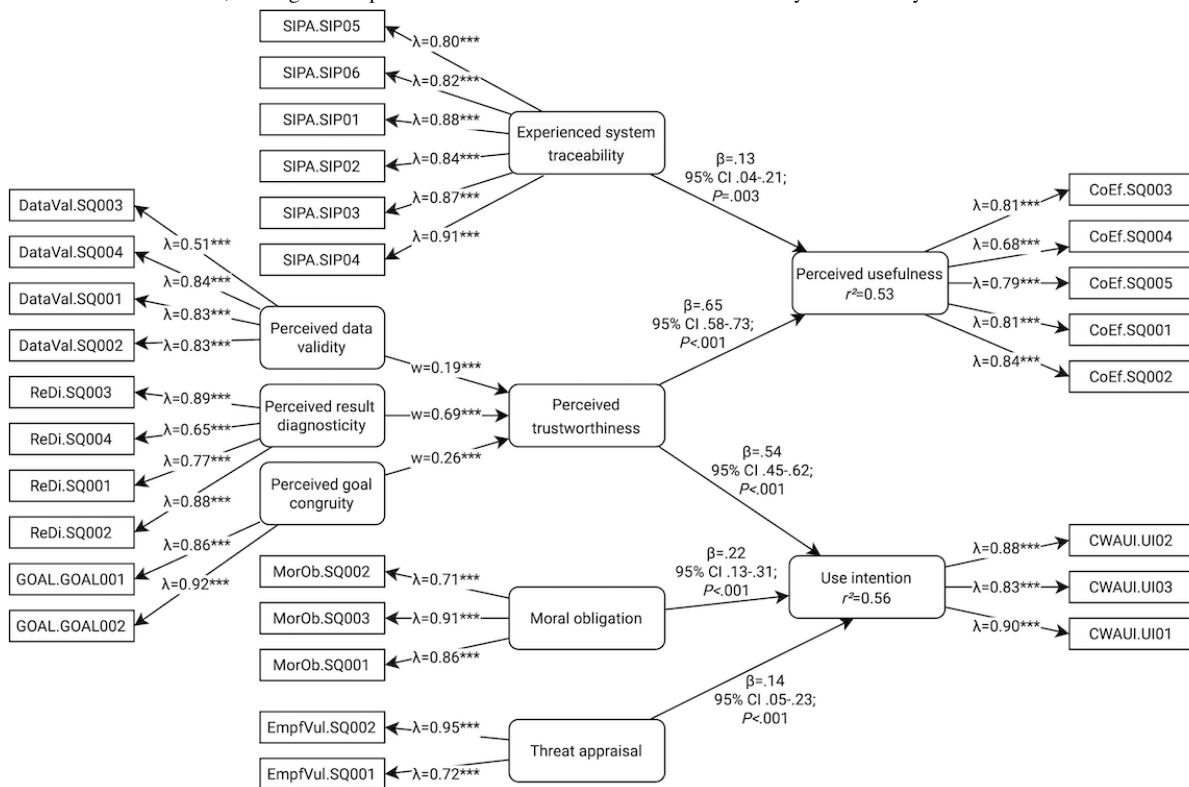 SIPA.SIP05
λ=0.80***
SIPA.SIP06
λ=0.82***
SIPA.SIP01
λ=0.88***
SIPA.SIP02
λ=0.84***
SIPA.SIP03
λ=0.87***
SIPA.SIP04
λ=0.91***
Experienced system
traceability
β=.13
95% CI .04-.21;
P=.003
DataVal.SQ003
λ=0.51***
DataVal.SQ004
λ=0.84***
DataVal.SQ001
λ=0.83***
DataVal.SQ002
λ=0.83***
Perceived data
validity
w=0.19***
ReDi.SQ003
λ=0.89***
ReDi.SQ004
λ=0.65***
ReDi.SQ001
λ=0.77***
ReDi.SQ002
λ=0.88***
Perceived result
diagnosticity
w=0.69***
GOAL.GOAL001
λ=0.86***
GOAL.GOAL002
λ=0.92***
Perceived goal
congruity
w=0.26***
Perceived
trustworthiness
β=.65
95% CI .58-.73;
P<.001
β=.54
95% CI .45-.62;
P<.001
Perceived usefulness
r²=0.53
λ=0.81***
CoEf.SQ003
λ=0.68***
CoEf.SQ004
λ=0.79***
CoEf.SQ005
λ=0.81***
CoEf.SQ001
λ=0.84***
CoEf.SQ002
MorOb.SQ002
λ=0.71***
MorOb.SQ003
λ=0.91***
MorOb.SQ001
λ=0.86***
Moral obligation
β=.22
95% CI .13-.31;
P<.001
EmpfVul.SQ002
λ=0.95***
EmpfVul.SQ001
λ=0.72***
Threat appraisal
β=.14
95% CI .05-.23;
P<.001
Use intention
r²=0.56
λ=0.88***
CWAUI.UI02
λ=0.83***
CWAUI.UI03
λ=0.90***
CWAUI.UI01